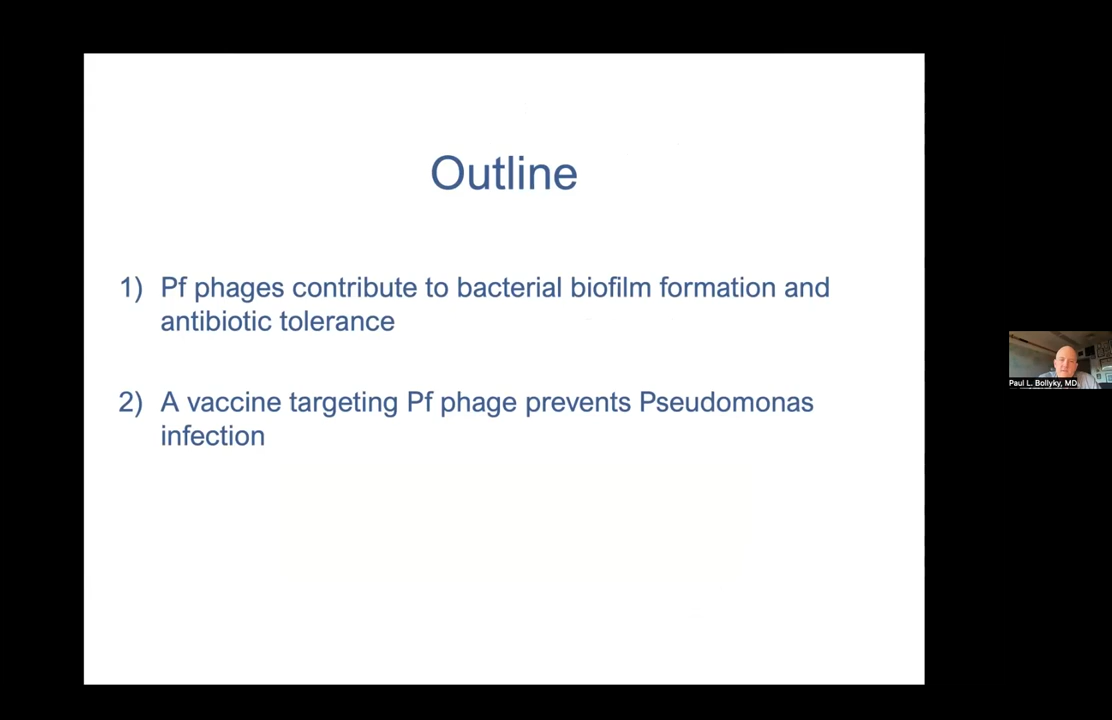 Outline
1) Pf phages contribute to bacterial biofilm formation and
antibiotic tolerance
2) A vaccine targeting Pf phage prevents Pseudomonas
infection
Paul L. Bollyky, MD,